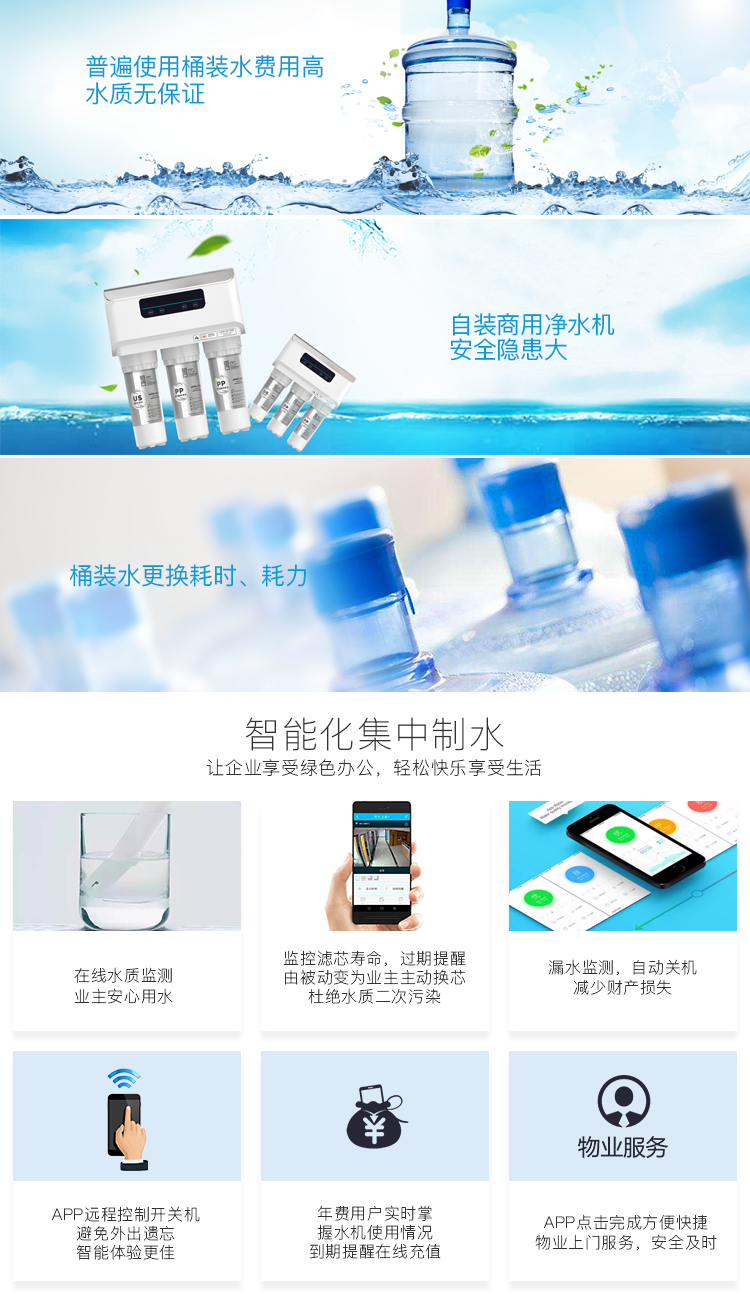 普遍使用桶装水费用高
水质无保证
US
PP
PP
自装商用净水机
安全隐患大
桶装水更换耗时、耗力
智能化集中制水
让企业享受绿色办公，轻松快乐享受生活
在线水质监测
业主安心用水
监控滤芯寿命，过期提醒
由被动变为业主主动换芯
杜绝水质二次污染
漏水监测，自动关机
减少财产损失
物业服务
APP远程控制开关机
避免外出遗忘
智能体验更佳
年费用户实时掌
握水机使用情况
到期提醒在线充值
APP点击完成方便快捷
物业上门服务，安全及时